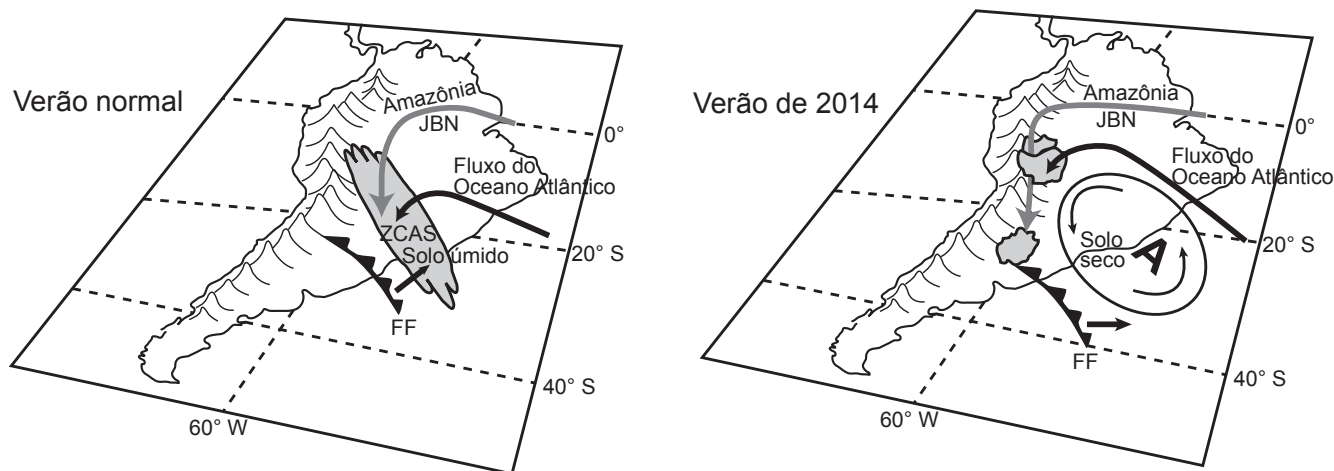 Verão normal
Amazônia
JBN
0°
Fluxo do
Oceano Atlântico
20° S
ZCAS
Solo úmido
FF
40° S
60° W
Verão de 2014
Amazônia
JBN
0°
Fluxo do
Oceano Atlântico
20° S
Solo
seco
A
FF
40° S
60° W